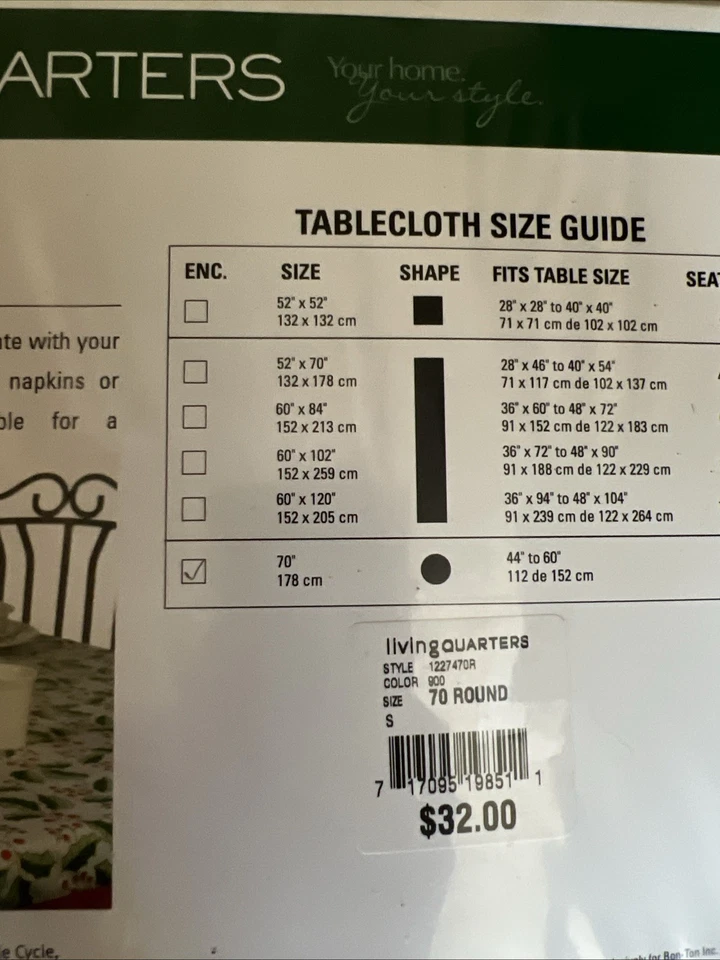 ARTERS
Your home.
Your style.
TABLECLOTH SIZE GUIDE
ENC. SIZE SHAPE FITS TABLE SIZE SEA
52" x 52" 28" x 28" to 40" x 40"
132 x 132 cm 71 x 71 cm de 102 x 102 cm
52" x 70" 28" x 46" to 40" x 54"
132 x 178 cm 71 x 117 cm de 102 x 137 cm
60" x 84" 36" x 60" to 48" x 72"
152 x 213 cm 91 x 152 cm de 122 x 183 cm
60" x 102" 36" x 72" to 48" x 90"
152 x 259 cm 91 x 188 cm de 122 x 229 cm
60" x 120" 36" x 94" to 48" x 104"
152 x 205 cm 91 x 239 cm de 122 x 264 cm
70" 44" to 60"
178 cm 112 de 152 cm
ate with your
napkins or
ble for a
livingQUARTERS
STYLE 1227470R
COLOR 900
SIZE 70 ROUND
S
7 17095 19851 1
$32.00
le Cycle,
for Bon-Ton Inc.